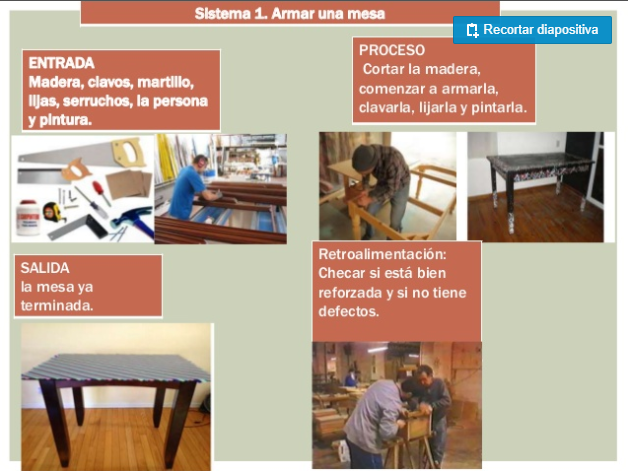 Sistema 1. Armar una mesa
Recortar diapositiva
ENTRADA
Madera, clavos, martillo,
lijas, serruchos, la persona
y pintura.
PROCESO
Cortar la madera,
comenzar a armarla,
clavarla, lijarla y pintarla.
SALIDA
la mesa ya
terminada.
Retroalimentación:
Checar si está bien
reforzada y si no tiene
defectos.